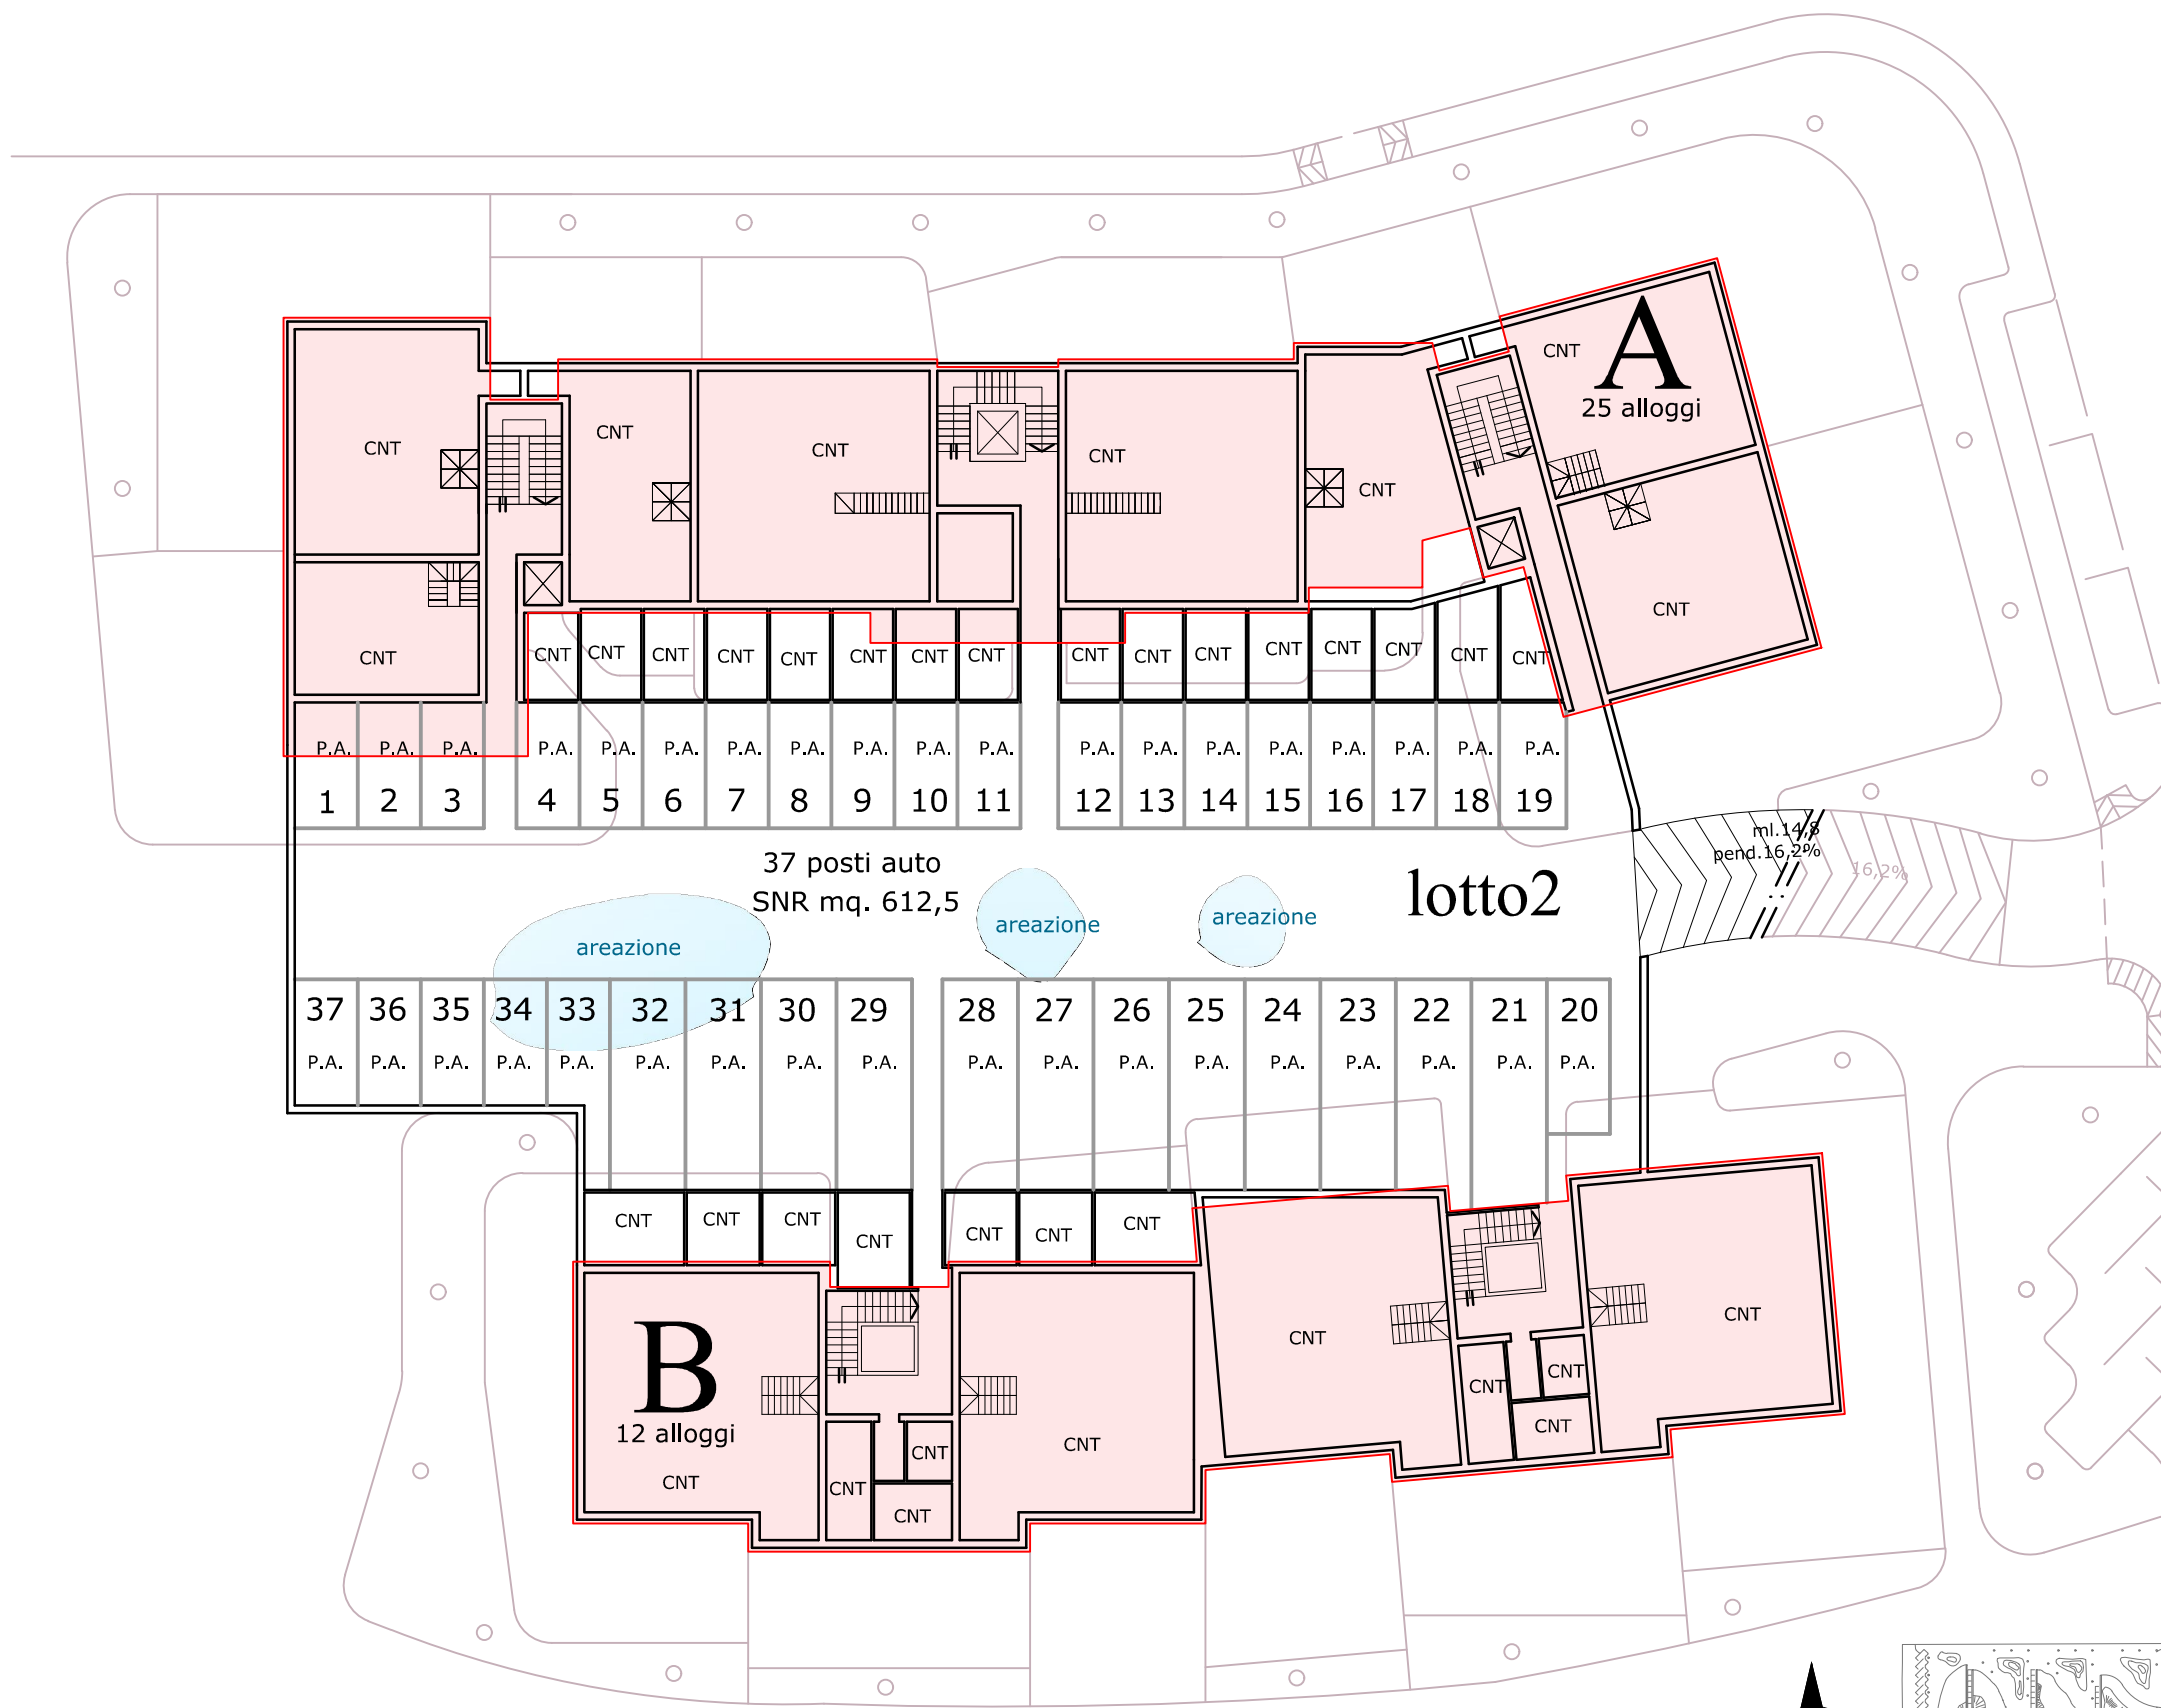 A
25 alloggi
CNT
CNT
CNT
CNT
CNT
CNT
CNT
CNT
CNT
CNT CNT CNT CNT CNT CNT CNT CNT CNT CNT CNT CNT CNT CNT CNT CNT
P.A. P.A. P.A. P.A. P.A. P.A. P.A. P.A. P.A. P.A. P.A. P.A. P.A. P.A. P.A. P.A. P.A. P.A. P.A.
1 2 3 4 5 6 7 8 9 10 11 12 13 14 15 16 17 18 19
ml.14,8
pend.16,2%
16,2%
37 posti auto
SNR mq. 612,5
lotto2
areazione
areazione
areazione
37 36 35 34 33 32 31 30 29 28 27 26 25 24 23 22 21 20
P.A. P.A. P.A. P.A. P.A. P.A. P.A. P.A. P.A. P.A. P.A. P.A. P.A. P.A. P.A. P.A. P.A. P.A.
CNT CNT CNT CNT CNT CNT CNT
B
12 alloggi
CNT
CNT
CNT
CNT
CNT
CNT
CNT
CNT
CNT
CNT